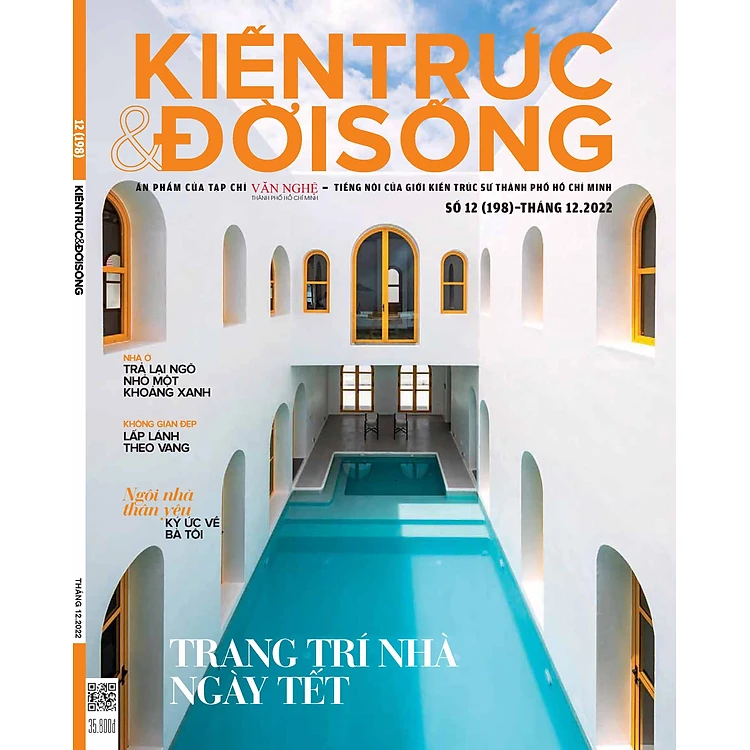 KIẾNTRÚC
&ĐỜISỐNG
ẤN PHẨM CỦA TẠP CHÍ VĂN NGHỆ – TIẾNG NÓI CỦA GIỚI KIẾN TRÚC SƯ THÀNH PHỐ HỒ CHÍ MINH
THÀNH PHỐ HỒ CHÍ MINH
SỐ 12 (198)-THÁNG 12.2022
NHÀ Ở
TRẢ LẠI NGÕ
NHỎ MỘT
KHOẢNG XANH
KHÔNG GIAN ĐẸP
LẤP LÁNH
THEO VANG
Ngôi nhà
thân yêu
KÝ ỨC VỀ
BÀ TÔI
TRANG TRÍ NHÀ
NGÀY TẾT
12 (198)
KIẾNTRÚC&ĐỜISỐNG
THÁNG 12.2022
35.800đ